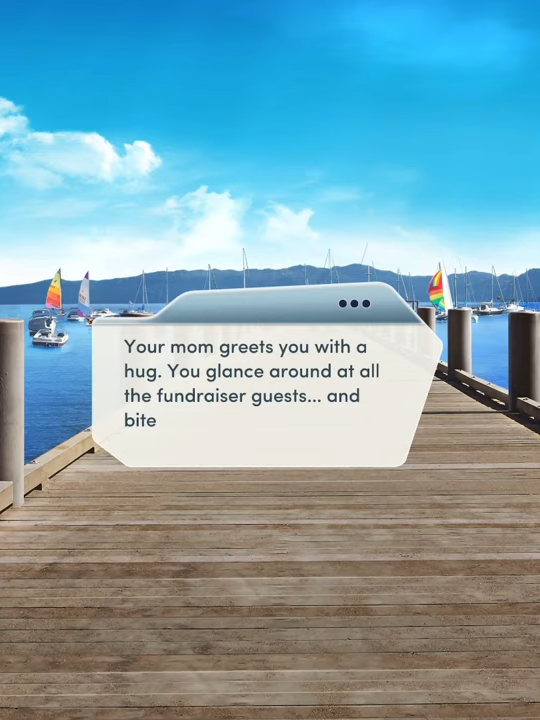 Your mom greets you with a
hug. You glance around at all
the fundraiser guests... and
bite